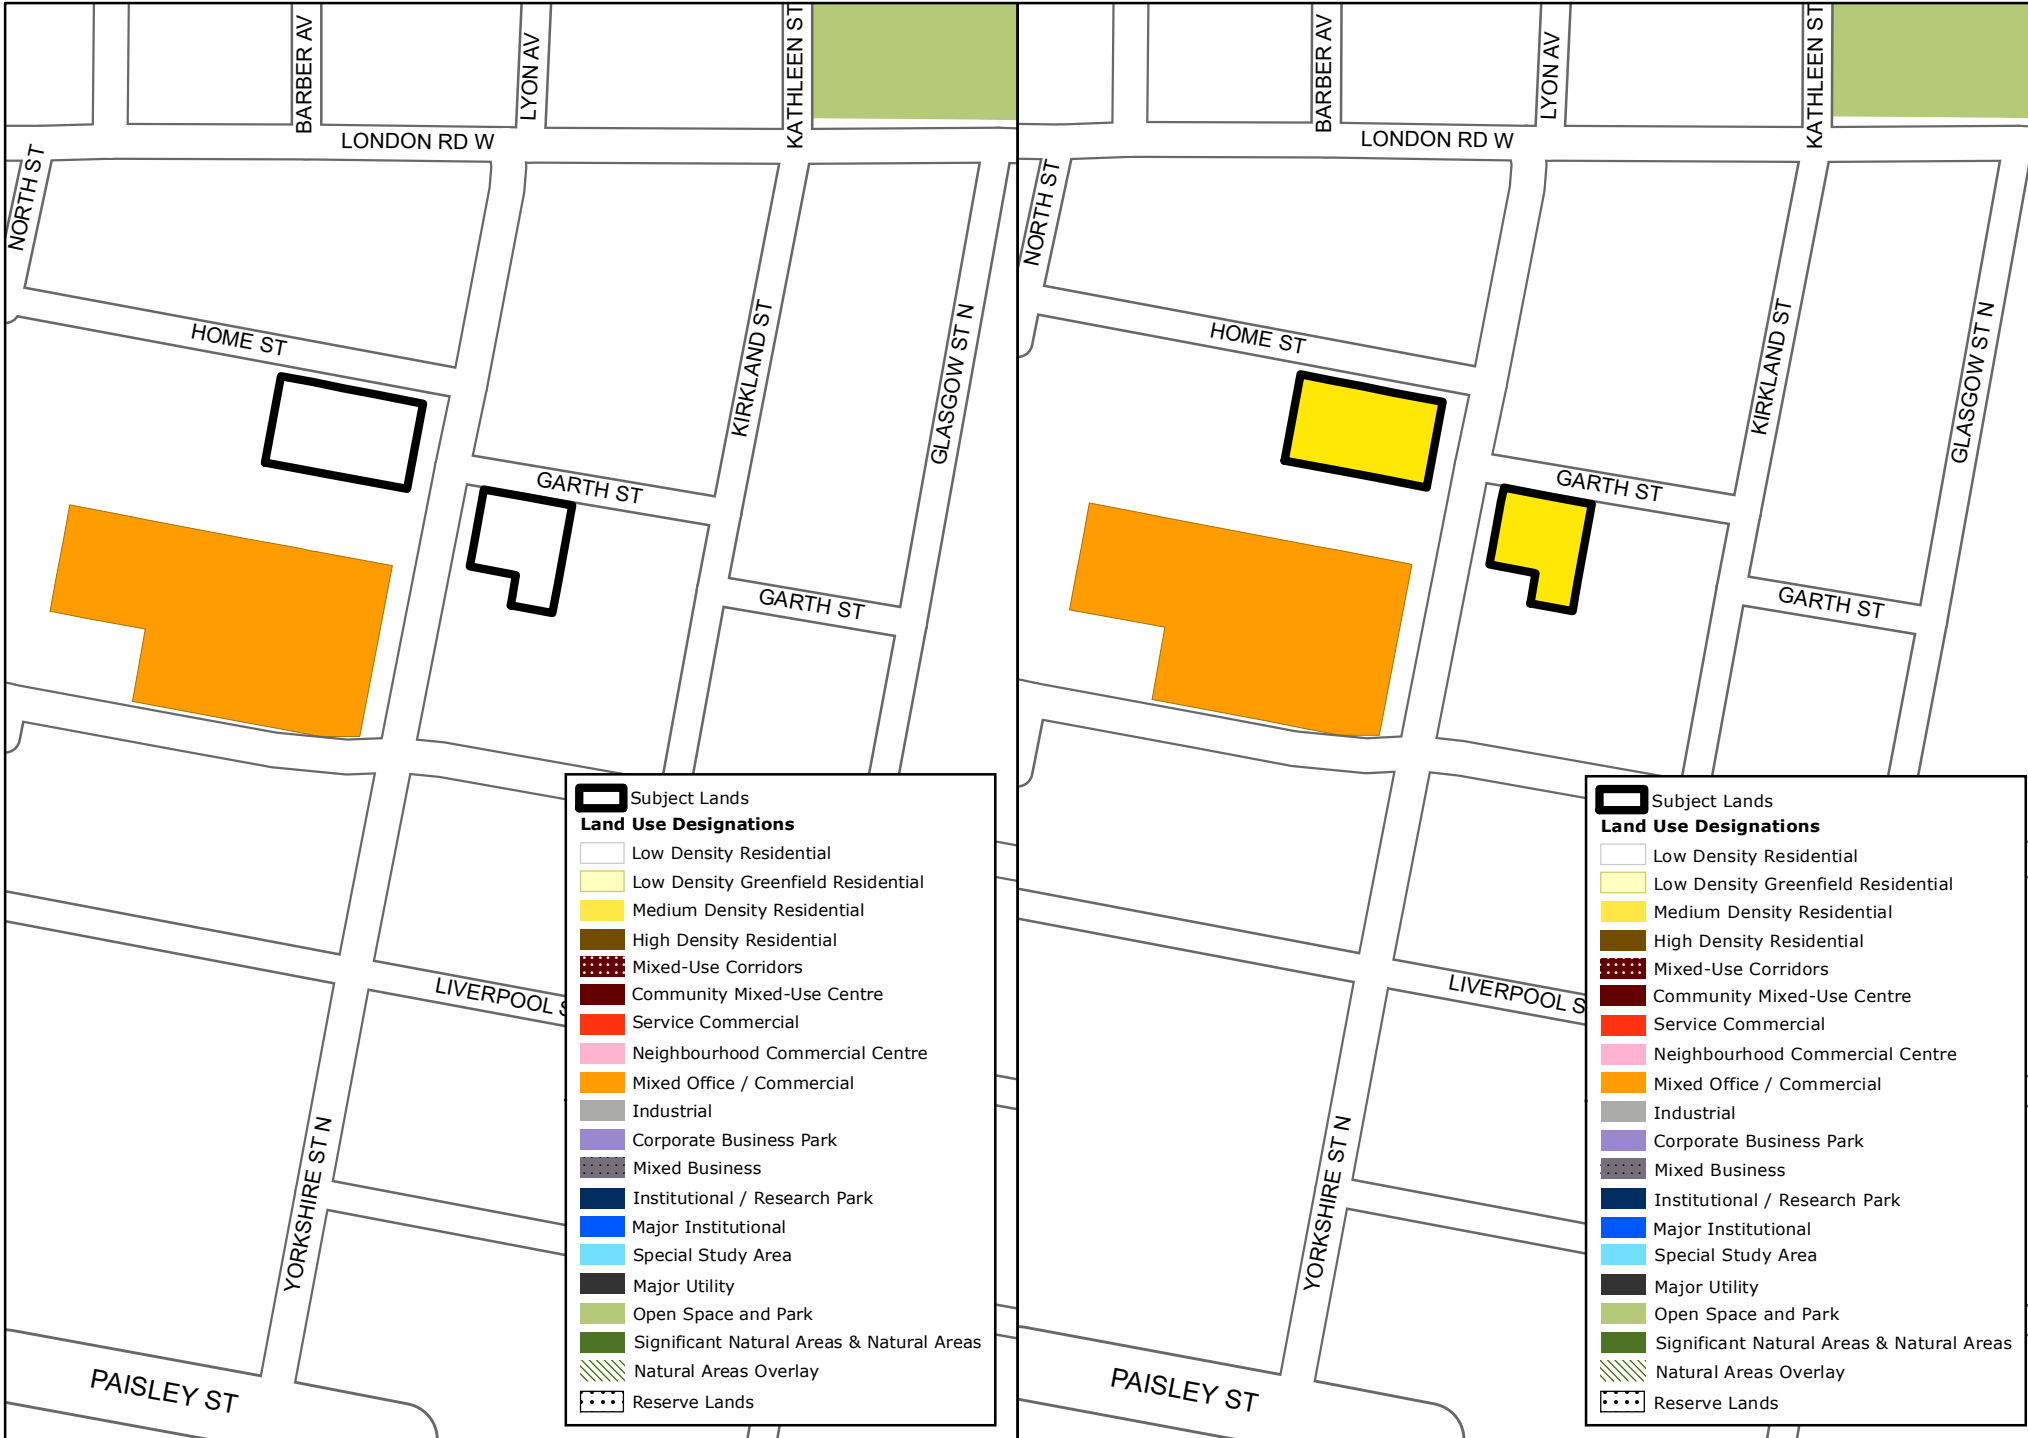 BARBER AV
LYON AV
KATHLEEN ST
LONDON RD W
NORTH ST
HOME ST
KIRKLAND ST
GLASGOW ST N
GARTH ST
GARTH ST
LIVERPOOL S
YORKSHIRE ST N
PAISLEY ST
Subject Lands
Land Use Designations
Low Density Residential
Low Density Greenfield Residential
Medium Density Residential
High Density Residential
Mixed-Use Corridors
Community Mixed-Use Centre
Service Commercial
Neighbourhood Commercial Centre
Mixed Office / Commercial
Industrial
Corporate Business Park
Mixed Business
Institutional / Research Park
Major Institutional
Special Study Area
Major Utility
Open Space and Park
Significant Natural Areas & Natural Areas
Natural Areas Overlay
Reserve Lands
BARBER AV
LYON AV
KATHLEEN ST
LONDON RD W
NORTH ST
HOME ST
KIRKLAND ST
GLASGOW ST N
GARTH ST
GARTH ST
LIVERPOOL S
YORKSHIRE ST N
PAISLEY ST
Subject Lands
Land Use Designations
Low Density Residential
Low Density Greenfield Residential
Medium Density Residential
High Density Residential
Mixed-Use Corridors
Community Mixed-Use Centre
Service Commercial
Neighbourhood Commercial Centre
Mixed Office / Commercial
Industrial
Corporate Business Park
Mixed Business
Institutional / Research Park
Major Institutional
Special Study Area
Major Utility
Open Space and Park
Significant Natural Areas & Natural Areas
Natural Areas Overlay
Reserve Lands